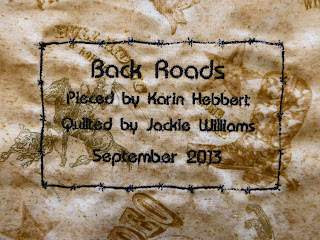 Back Roads
Pieced by Karin Hebbert
Quilted by Jackie Williams
September 2013